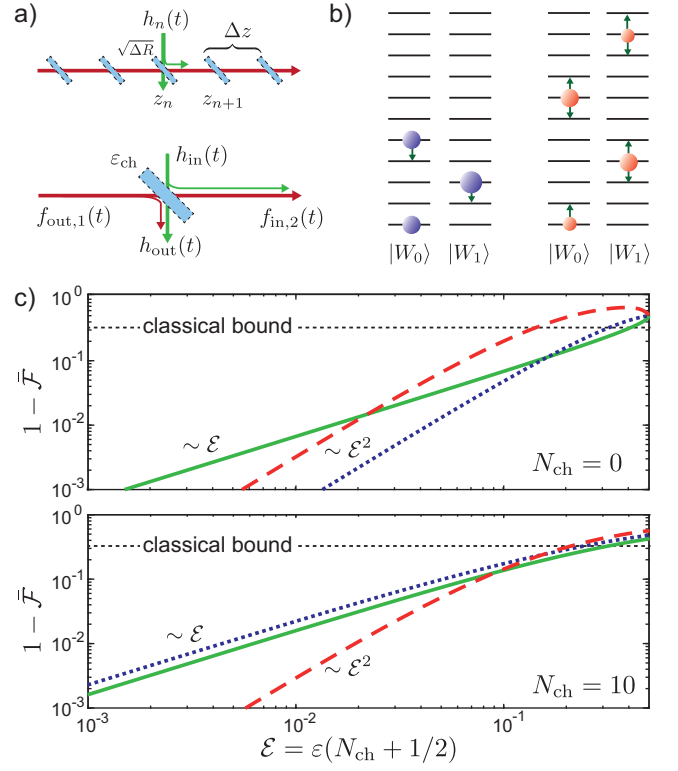 a)
h_n(t)
√ΔR
Δz
z_n
z_{n+1}
ε_ch
h_in(t)
f_out,1(t)
f_in,2(t)
h_out(t)
b)
|W_0⟩ |W_1⟩ |W_0⟩ |W_1⟩
c)
10^0
classical bound
10^{-1}
1 − \bar{F}
10^{-2}
∼ ℰ
∼ ℰ^2
N_ch = 0
10^{-3}
10^0
classical bound
10^{-1}
1 − \bar{F}
∼ ℰ
10^{-2}
∼ ℰ^2
N_ch = 10
10^{-3}
10^{-3} 10^{-2} 10^{-1}
ℰ = ε(N_ch + 1/2)